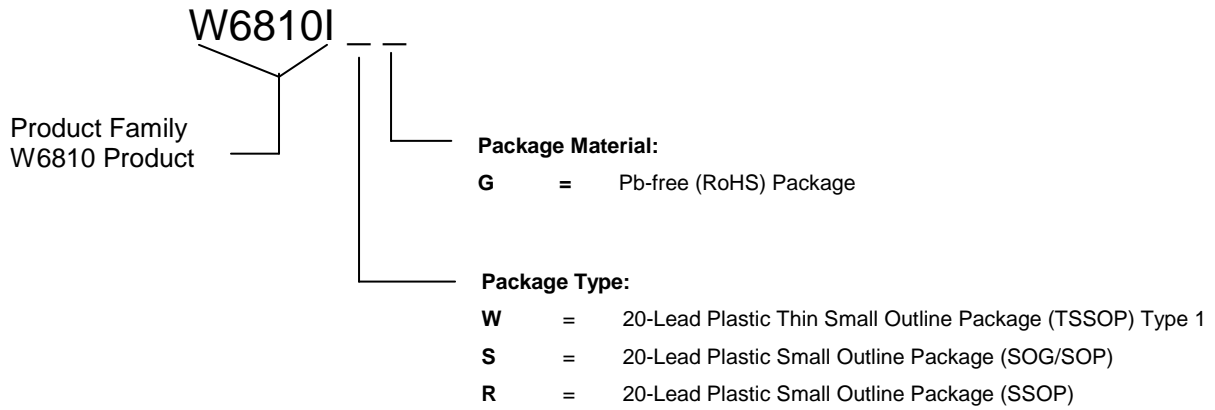 W6810I _ _
Product Family
W6810 Product
Package Material:
G = Pb-free (RoHS) Package
Package Type:
W = 20-Lead Plastic Thin Small Outline Package (TSSOP) Type 1
S = 20-Lead Plastic Small Outline Package (SOG/SOP)
R = 20-Lead Plastic Small Outline Package (SSOP)